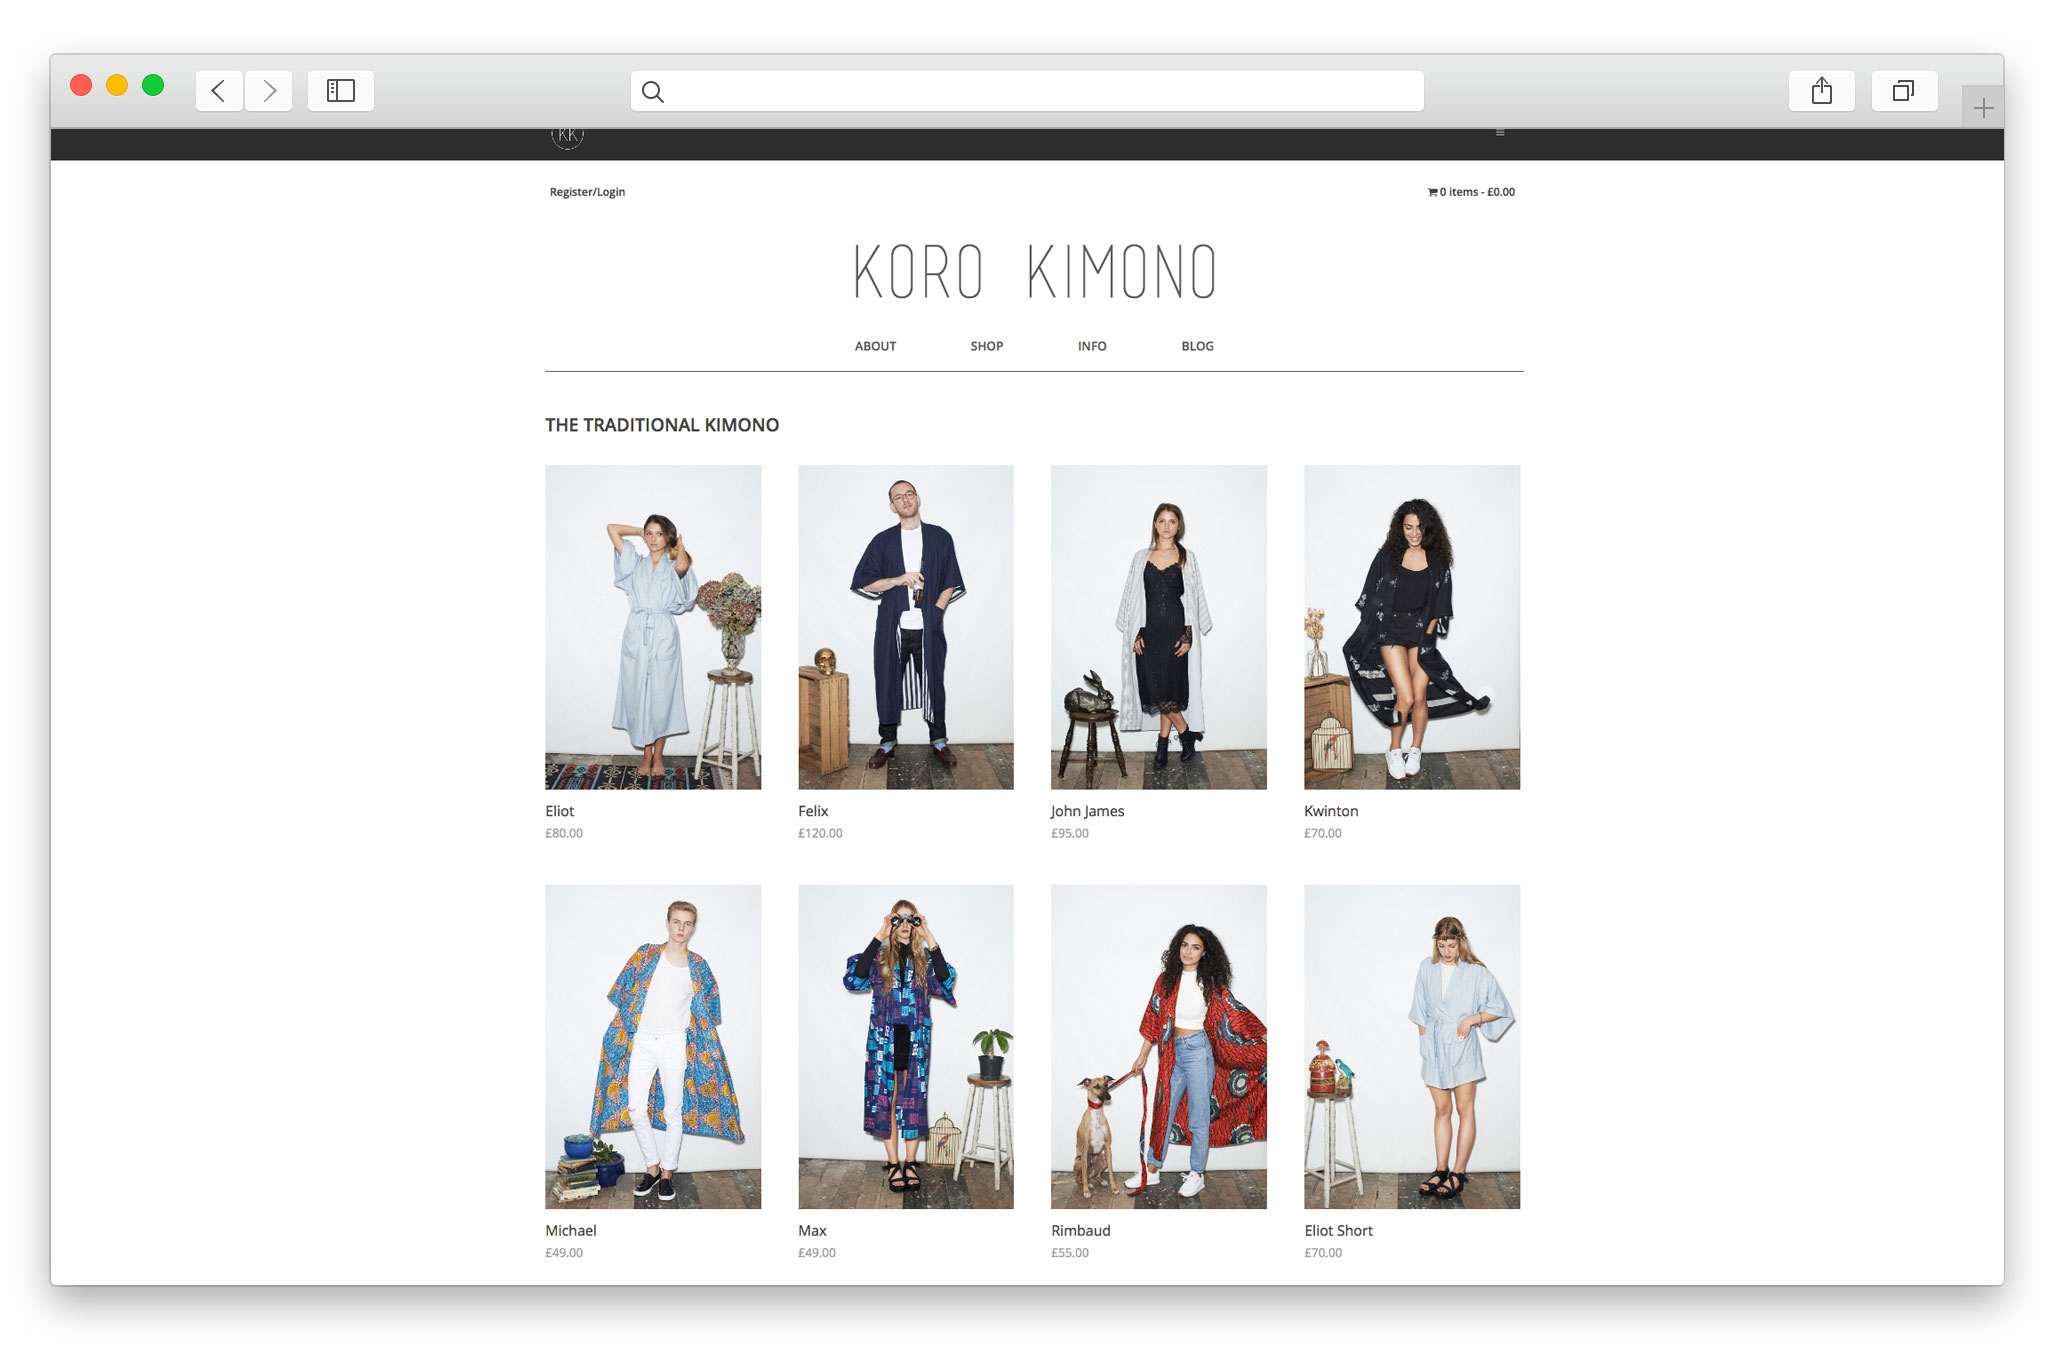 KK
Register/Login
0 items - £0.00
KORO KIMONO
ABOUT SHOP INFO BLOG
THE TRADITIONAL KIMONO
Eliot Felix John James Kwinton
£80.00 £120.00 £95.00 £70.00
Michael Max Rimbaud Eliot Short
£49.00 £49.00 £55.00 £70.00